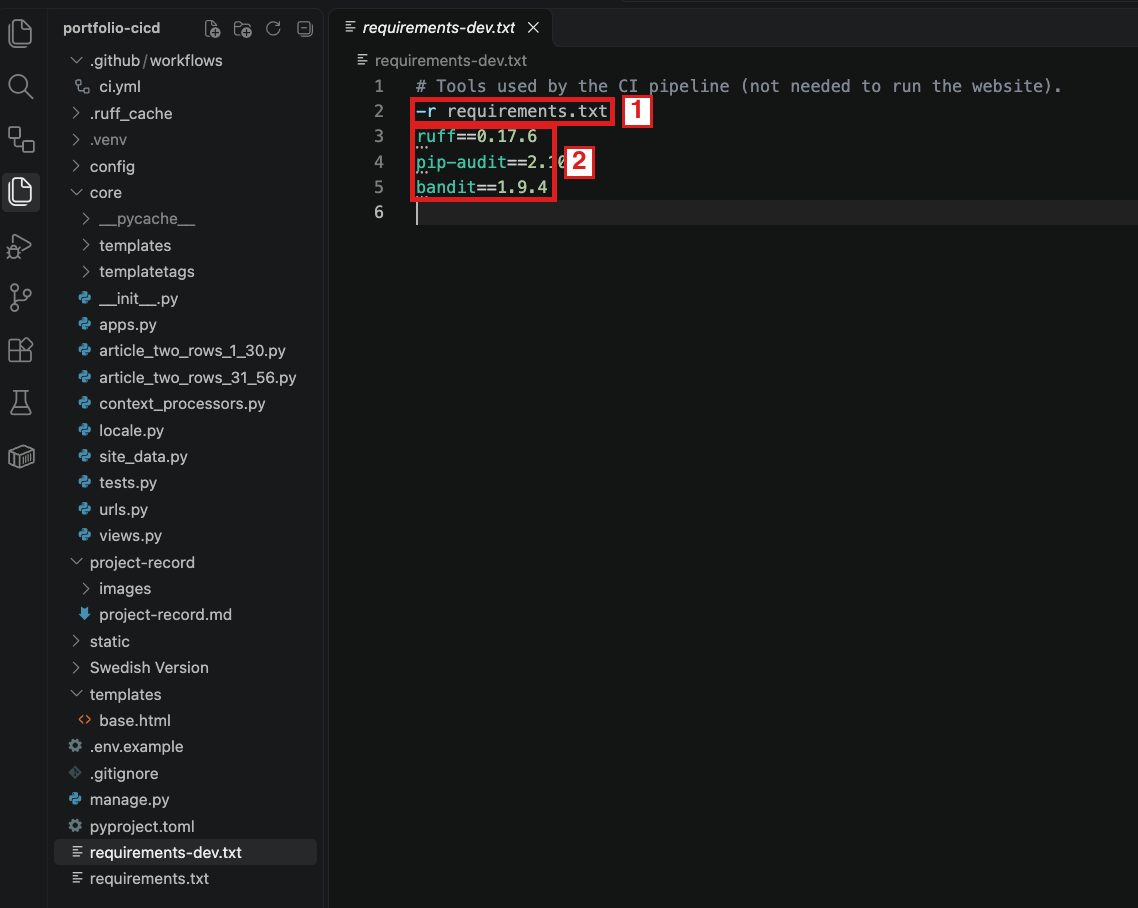 portfolio-cicd
.github/workflows
ci.yml
.ruff_cache
.venv
config
core
__pycache__
templates
templatetags
__init__.py
apps.py
article_two_rows_1_30.py
article_two_rows_31_56.py
context_processors.py
locale.py
site_data.py
tests.py
urls.py
views.py
project-record
images
project-record.md
static
Swedish Version
templates
base.html
.env.example
.gitignore
manage.py
pyproject.toml
requirements-dev.txt
requirements.txt
requirements-dev.txt
requirements-dev.txt
1 # Tools used by the CI pipeline (not needed to run the website).
2 -r requirements.txt 1
3 ruff==0.17.6
4 pip-audit==2.10 2
5 bandit==1.9.4
6